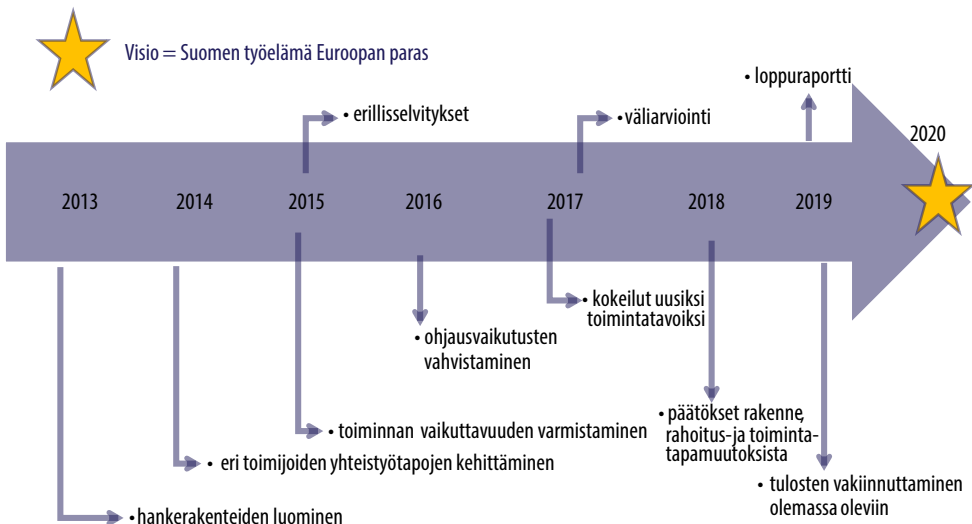 Visio = Suomen työelämä Euroopan paras
• loppuraportti
• erillisselvitykset
• väliarviointi
2020
2013
2014
2015
2016
2017
2018
2019
• kokeilut uusiksi
toimintatavoiksi
• ohjausvaikutusten
vahvistaminen
• päätökset rakenne,
rahoitus-ja toiminta-
tapamuutoksista
• toiminnan vaikuttavuuden varmistaminen
• eri toimijoiden yhteistyötapojen kehittäminen
• tulosten vakiinnuttaminen
olemassa oleviin
• hankerakenteiden luominen